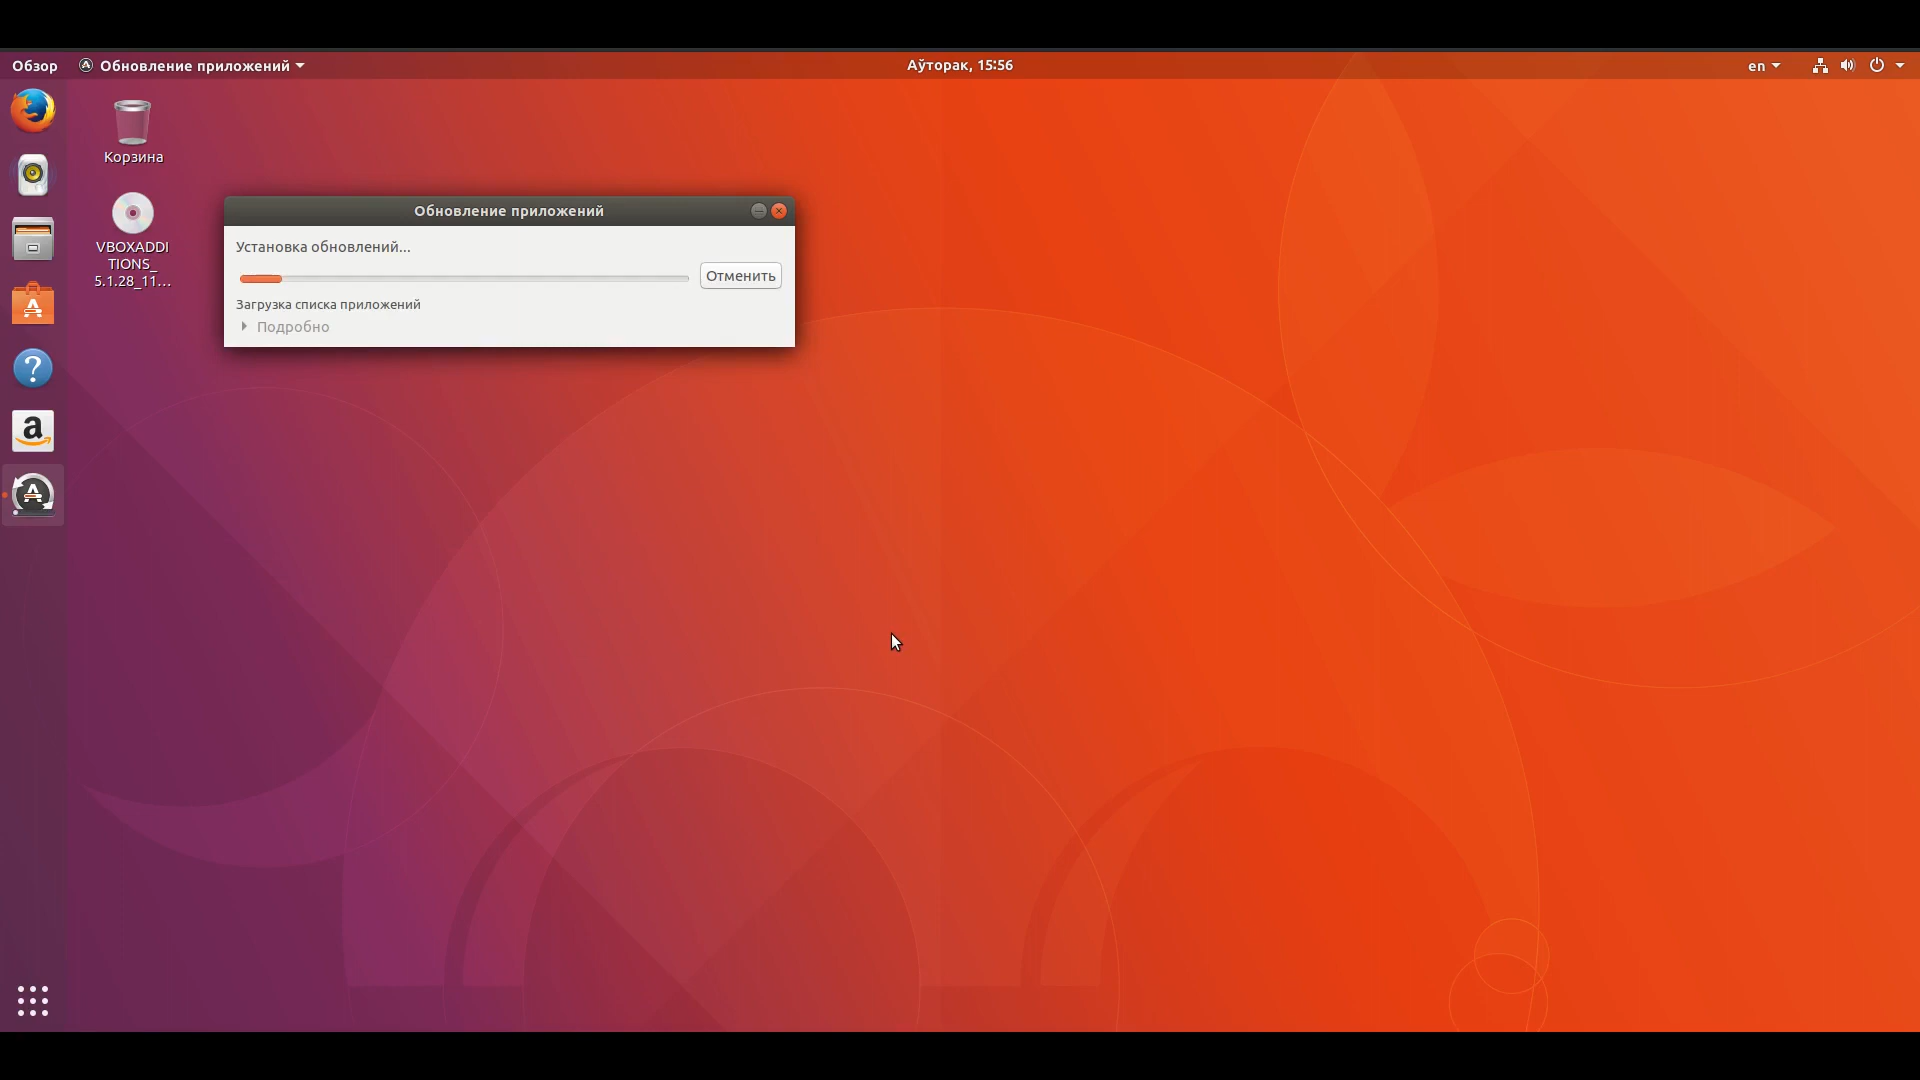 Обзор
Обновление приложений
Аўторак, 15:56
en
Корзина
VBOXADDI
TIONS_
5.1.28_11...
Обновление приложений
Установка обновлений...
Отменить
Загрузка списка приложений
Подробно